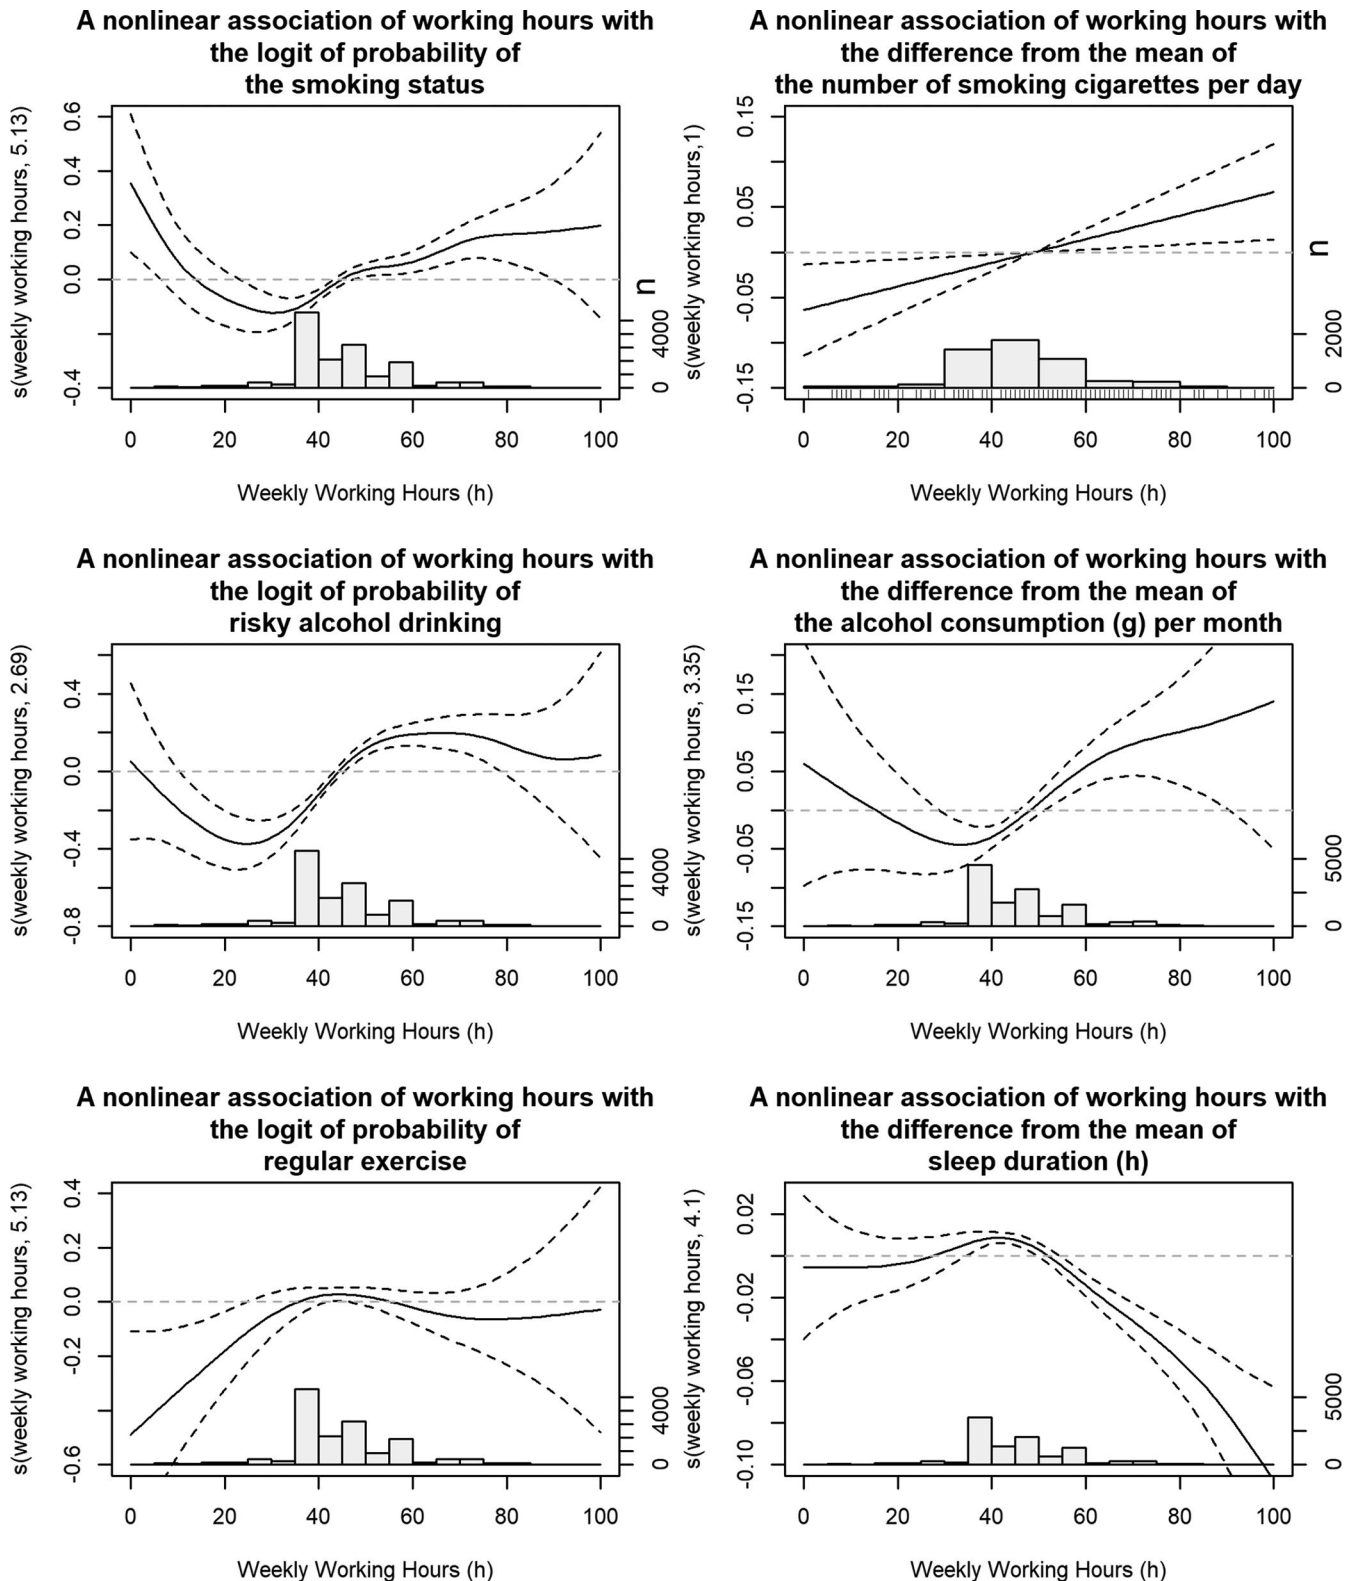 A nonlinear association of working hours with
the logit of probability of
the smoking status
s(weekly working hours, 5.13)
0.6
0.4
0.2
0.0
-0.4
n
4000
0
0 20 40 60 80 100
Weekly Working Hours (h)
A nonlinear association of working hours with
the difference from the mean of
the number of smoking cigarettes per day
s(weekly working hours,1)
0.15
0.05
-0.05
-0.15
n
2000
0
0 20 40 60 80 100
Weekly Working Hours (h)
A nonlinear association of working hours with
the logit of probability of
risky alcohol drinking
s(weekly working hours, 2.69)
0.4
0.0
-0.4
-0.8
4000
0
0 20 40 60 80 100
Weekly Working Hours (h)
A nonlinear association of working hours with
the difference from the mean of
the alcohol consumption (g) per month
s(weekly working hours, 3.35)
0.15
0.05
-0.05
-0.15
5000
0
0 20 40 60 80 100
Weekly Working Hours (h)
A nonlinear association of working hours with
the logit of probability of
regular exercise
s(weekly working hours, 5.13)
0.4
0.2
0.0
-0.2
-0.6
4000
0
0 20 40 60 80 100
Weekly Working Hours (h)
A nonlinear association of working hours with
the difference from the mean of
sleep duration (h)
s(weekly working hours, 4.1)
0.02
-0.02
-0.06
-0.10
5000
0
0 20 40 60 80 100
Weekly Working Hours (h)